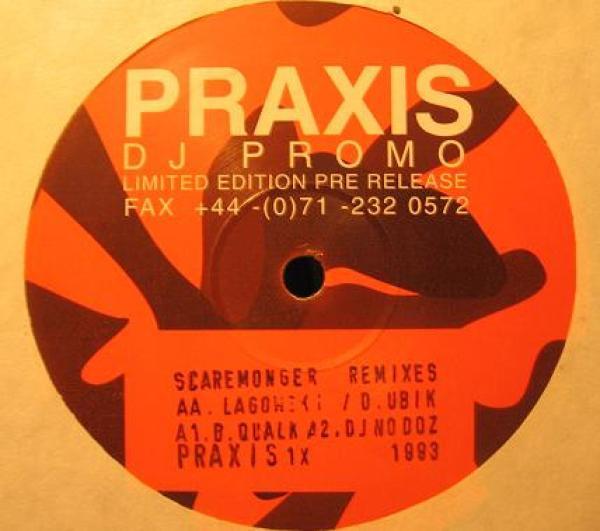 PRAXIS
DJ PROMO
LIMITED EDITION PRE RELEASE
FAX +44 -(0)71 -232 0572
SCAREMONGER REMIXES
AA. LAGOWSKI / D. UBIK
A1. B. QUALK A2. DJ NO DOZ
PRAXIS 1X 1993